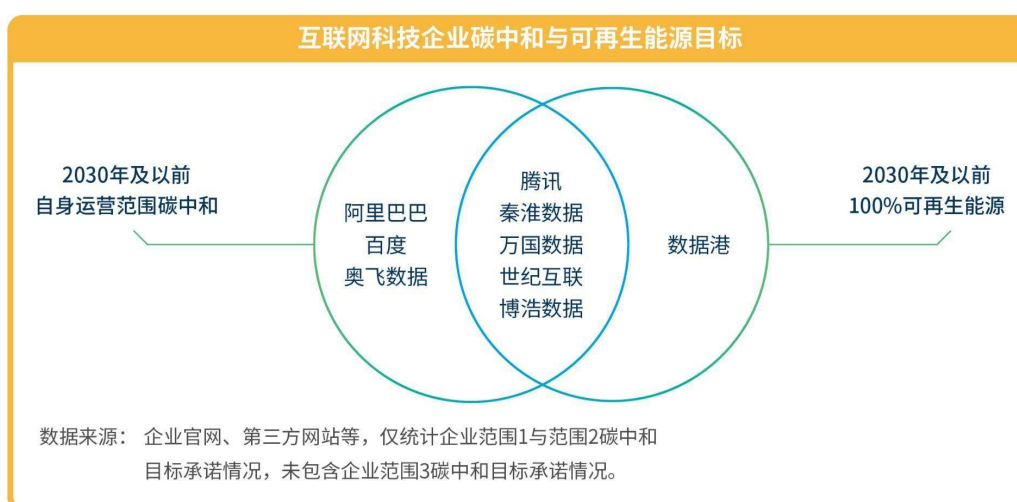 互联网科技企业碳中和与可再生能源目标
2030年及以前
自身运营范围碳中和
阿里巴巴
百度
奥飞数据
腾讯
秦淮数据
万国数据
世纪互联
博浩数据
数据港
2030年及以前
100%可再生能源
数据来源： 企业官网、第三方网站等，仅统计企业范围1与范围2碳中和
目标承诺情况，未包含企业范围3碳中和目标承诺情况。